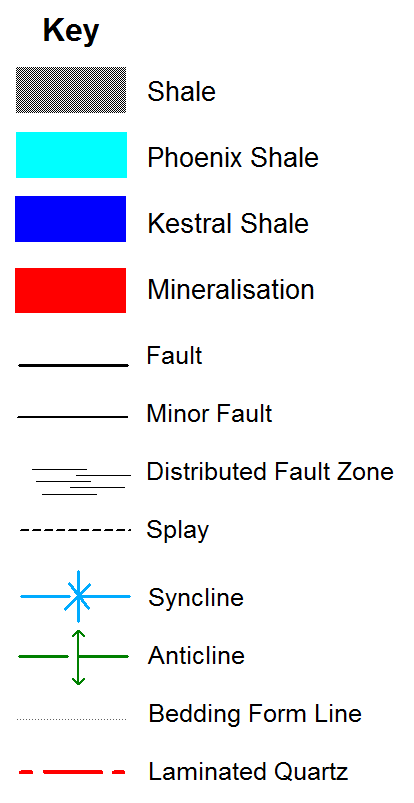 Key
Shale
Phoenix Shale
Kestral Shale
Mineralisation
Fault
Minor Fault
Distributed Fault Zone
Splay
Syncline
Anticline
Bedding Form Line
Laminated Quartz